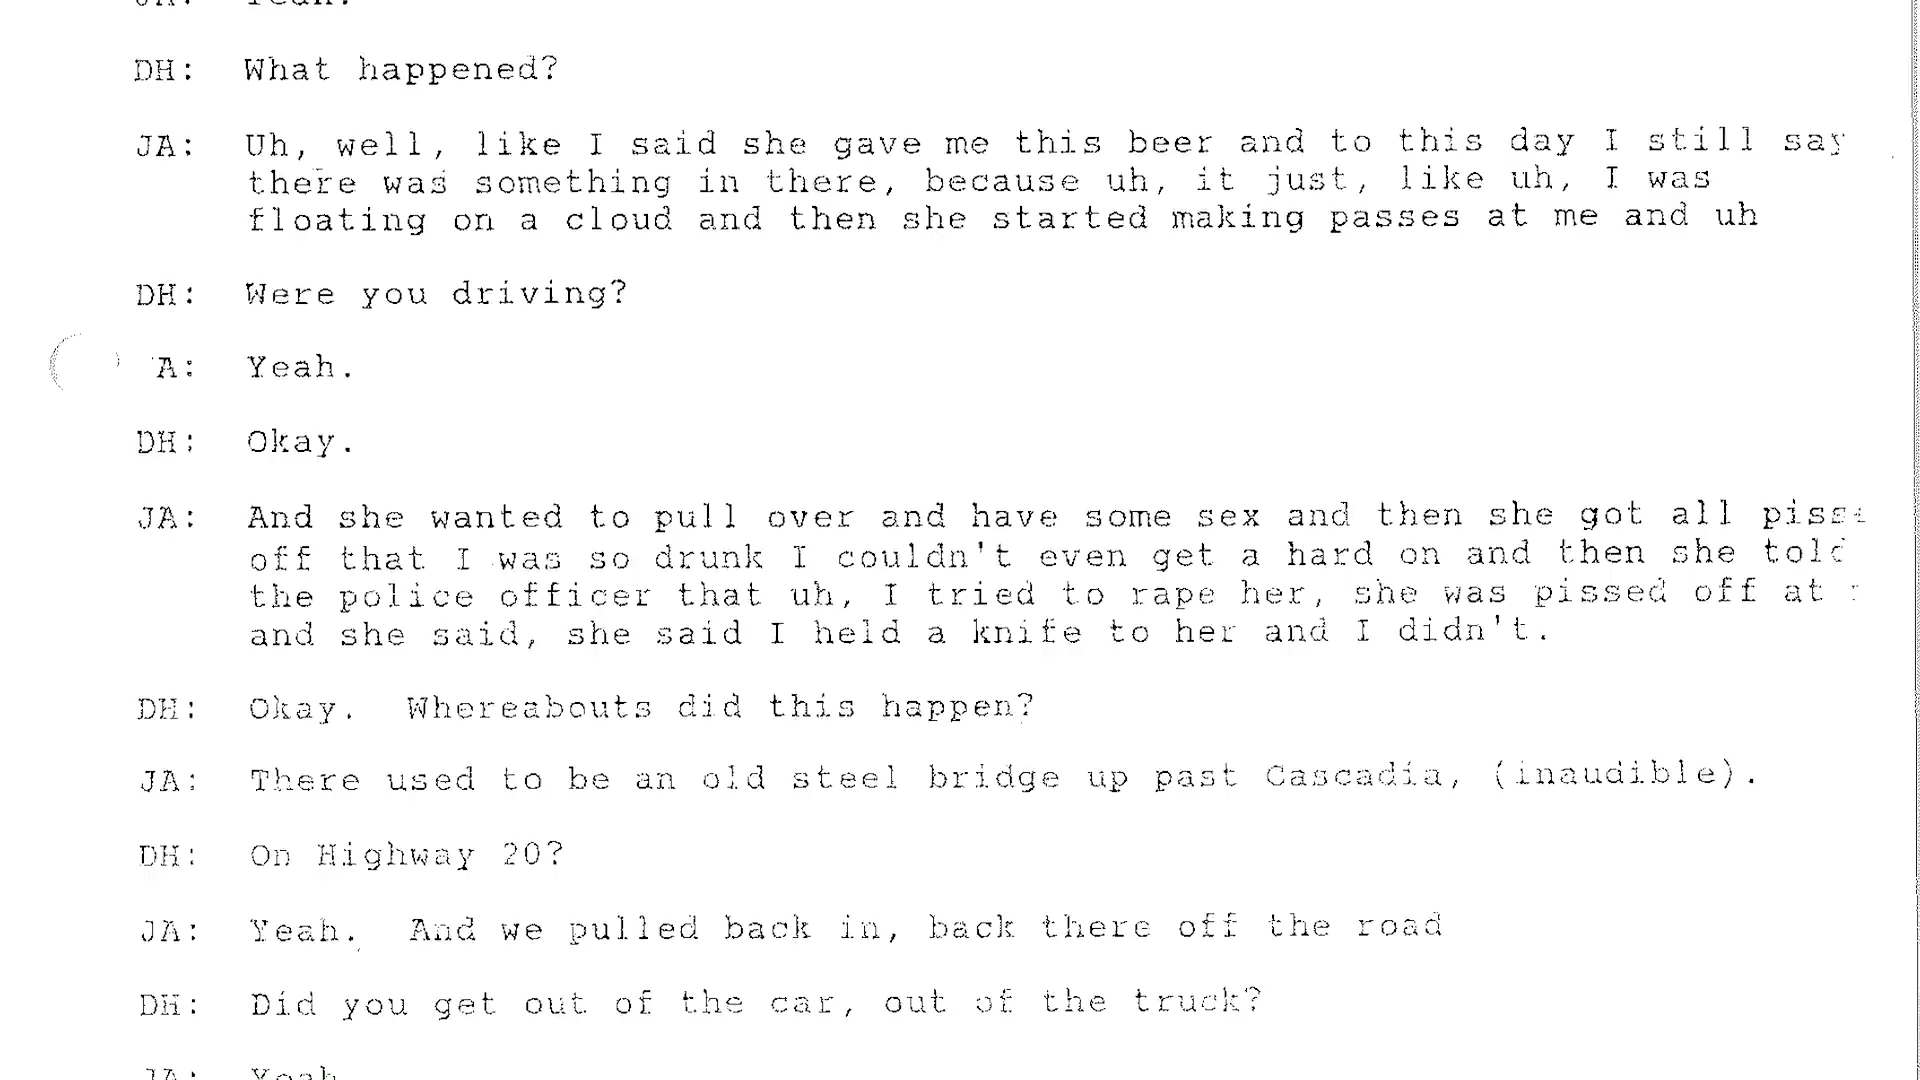 JA: Yeah.
DH: What happened?
JA: Uh, well, like I said she gave me this beer and to this day I still say
there was something in there, because uh, it just, like uh, I was
floating on a cloud and then she started making passes at me and uh
DH: Were you driving?
A: Yeah.
DH: Okay.
JA: And she wanted to pull over and have some sex and then she got all
off that I was so drunk I couldn't even get a hard on and then she told
the police officer that uh, I tried to rape her, she was pissed off at
and she said, she said I held a knife to her and I didn't.
DH: Okay. Whereabouts did this happen?
JA: There used to be an old steel bridge up past Cascadia, (inaudible).
DH: On Highway 20?
JA: Yeah. And we pulled back in, back there off the road
DH: Did you get out of the car, out of the truck?
JA: Yeah